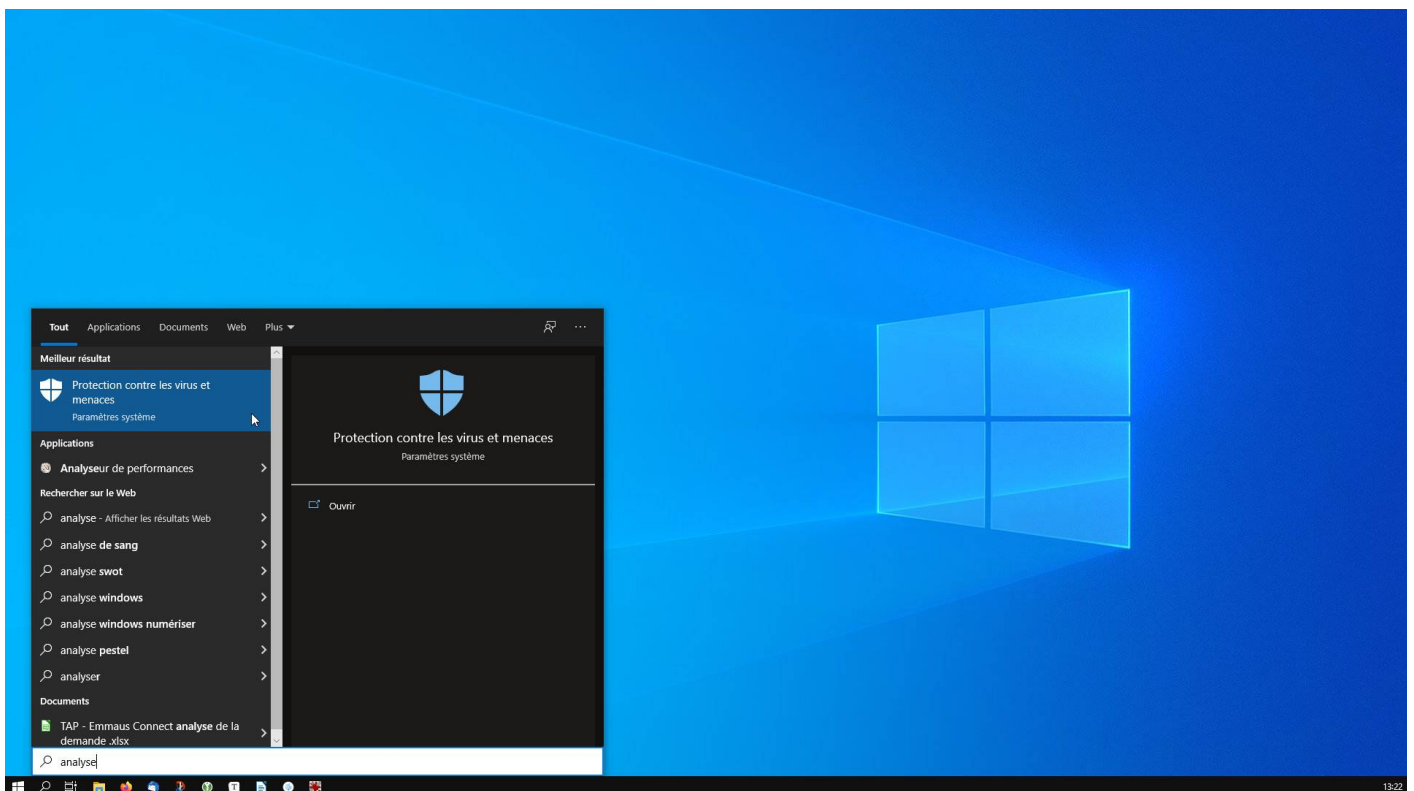 Tout Applications Documents Web Plus
Meilleur résultat
Protection contre les virus et
menaces
Paramètres système
Applications
Analyseur de performances
Rechercher sur le Web
analyse - Afficher les résultats Web
analyse de sang
analyse swot
analyse windows
analyse windows numériser
analyse pestel
analyser
Documents
TAP - Emmaus Connect analyse de la
demande .xlsx
Protection contre les virus et menaces
Paramètres système
Ouvrir
analyse
13:22